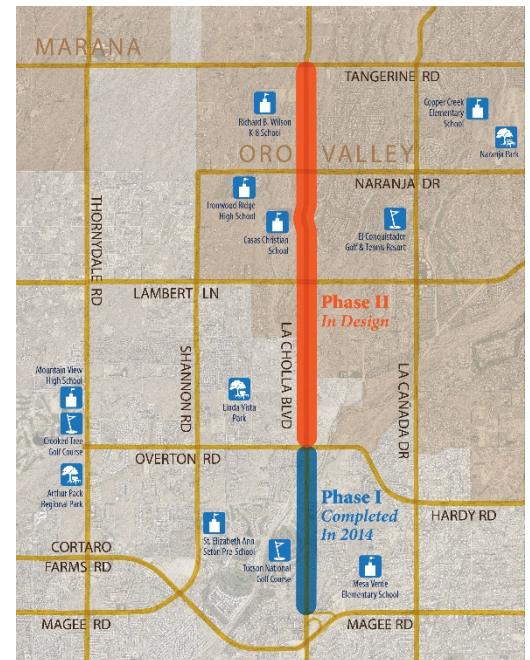 MARANA
TANGERINE RD
Richard B. Wilson
K-8 School
Copper Creek
Elementary
School
Naranja Park
ORO VALLEY
NARANJA DR
Ironwood Ridge
High School
Casas Christian
School
El Conquistador
Golf & Tennis Resort
THORNYDALE RD
LAMBERT LN
Phase II
In Design
SHANNON RD
LA CHOLLA BLVD
LA CAÑADA DR
Mountain View
High School
Linda Vista
Park
Crooked Tree
Golf Course
OVERTON RD
Arthur Pack
Regional Park
Phase I
Completed
In 2014
HARDY RD
St. Elizabeth Ann
Seton Pre School
CORTARO
FARMS RD
Tucson National
Golf Course
Mesa Verde
Elementary School
MAGEE RD
MAGEE RD